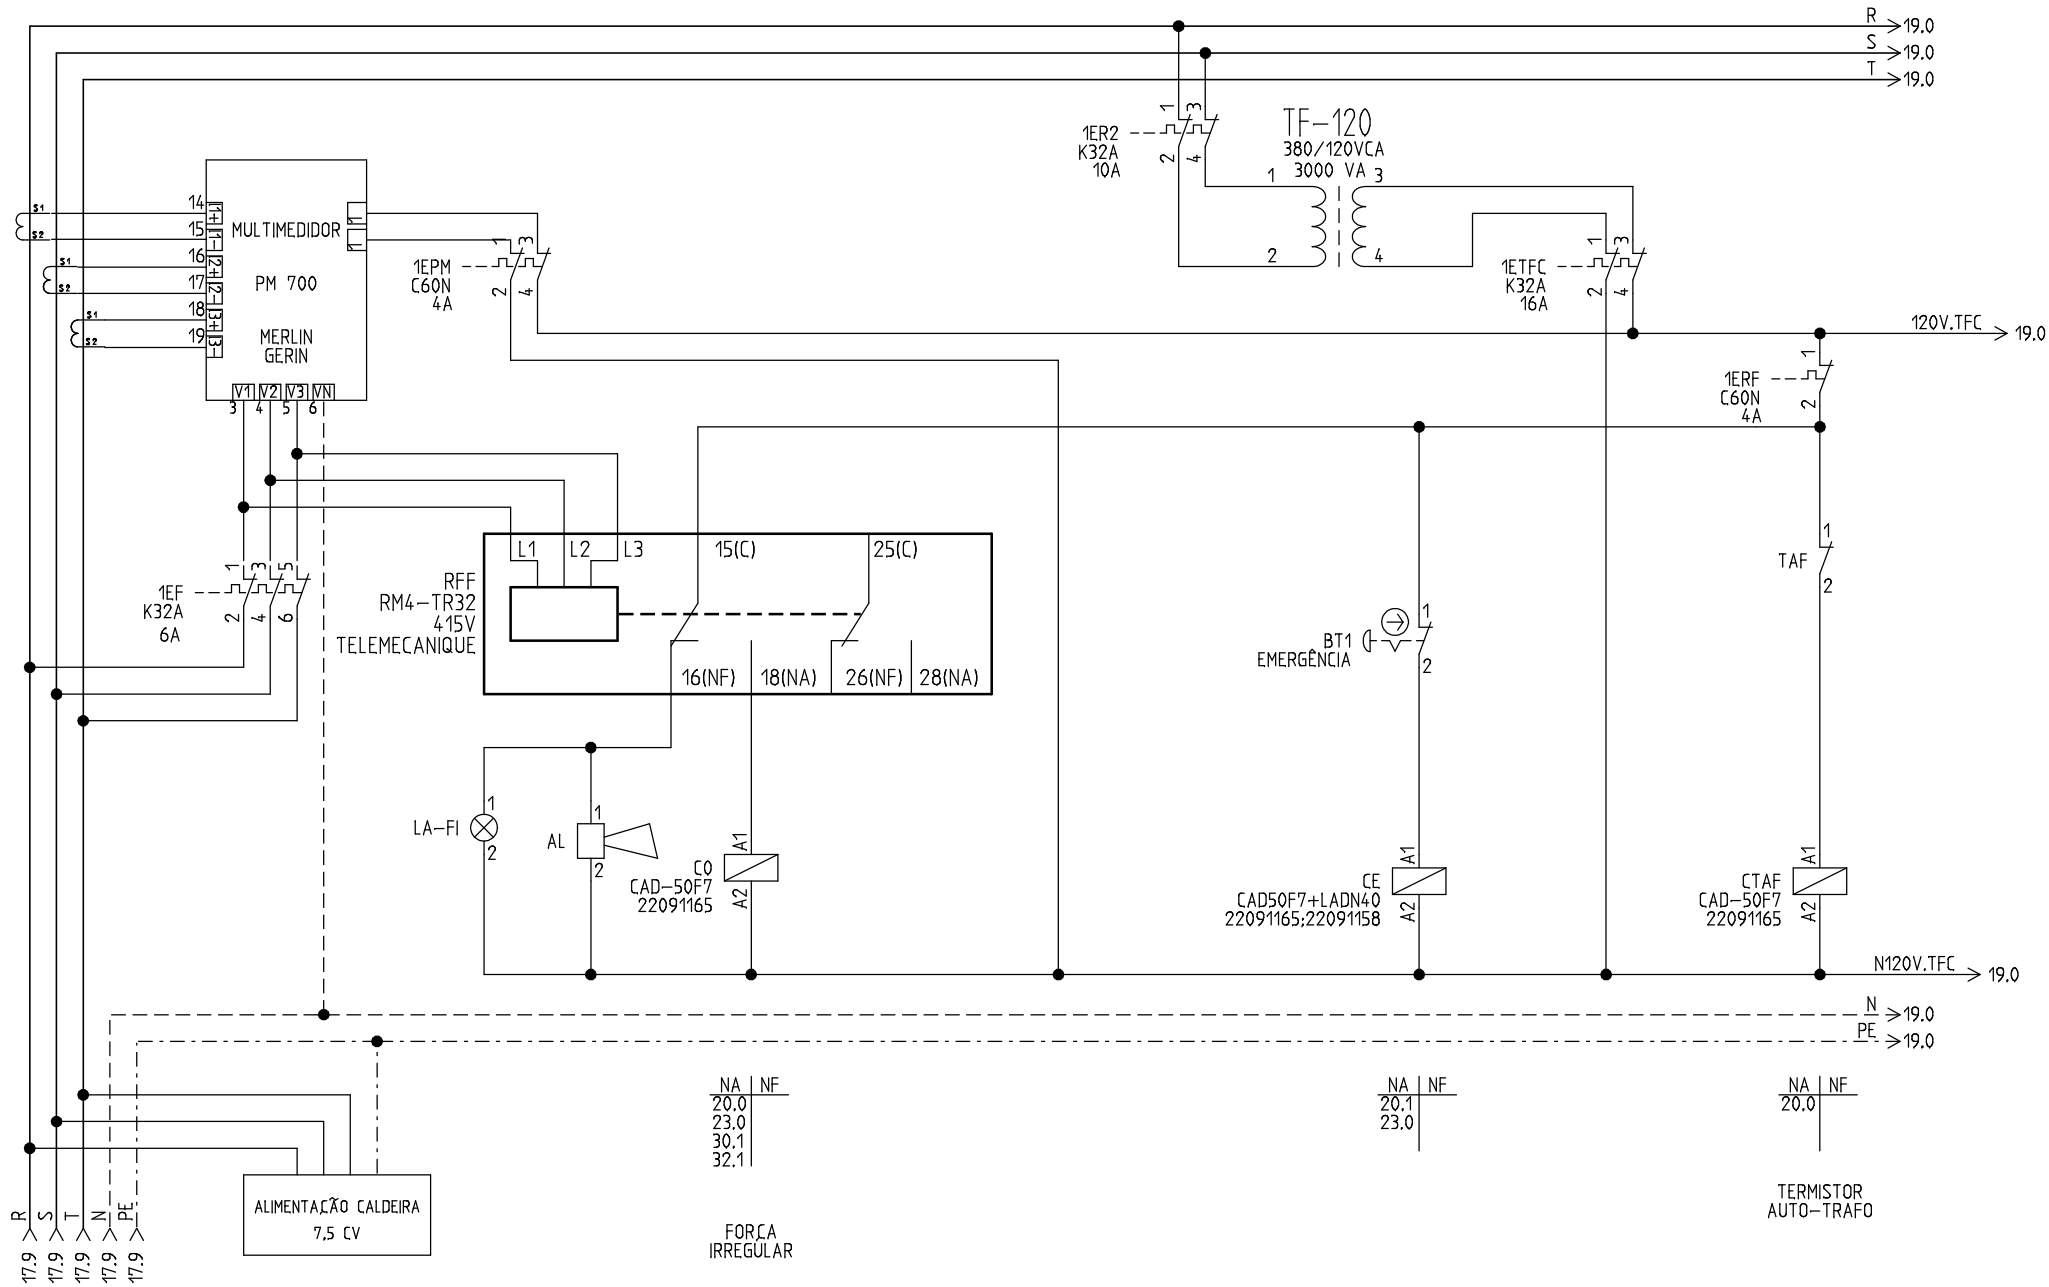 R
19.0
S
19.0
T
19.0
1ER2
K32A
10A
1
3
2
4
TF-120
380/120VCA
3000 VA
1
3
2
4
MULTIMEDIDOR
PM 700
MERLIN
GERIN
S1
S2
S1
S2
S1
S2
14
1+
15
1-
16
2+
17
2-
18
3+
19
3-
V1
V2
V3
VN
3
4
5
6
1EPM
C60N
4A
1
3
2
4
1ETFC
K32A
16A
1
3
2
4
120V.TFC
19.0
1ERF
C60N
4A
1
2
1EF
K32A
6A
1
3
5
2
4
6
RFF
RM4-TR32
415V
TELEMECANIQUE
L1
L2
L3
15(C)
25(C)
16(NF)
18(NA)
26(NF)
28(NA)
TAF
1
2
BT1
EMERGÊNCIA
1
2
LA-FI
1
2
AL
1
2
C0
CAD-50F7
22091165
A1
A2
CE
CAD50F7+LADN40
22091165;22091158
A1
A2
CTAF
CAD-50F7
22091165
A1
A2
N120V.TFC
19.0
N
19.0
PE
19.0
NA NF
20.0
23.0
30.1
32.1
NA NF
20.1
23.0
NA NF
20.0
ALIMENTAÇÃO CALDEIRA
7,5 CV
FORÇA
IRREGULAR
TERMISTOR
AUTO-TRAFO
R
S
T
N
PE
17.9
17.9
17.9
17.9
17.9